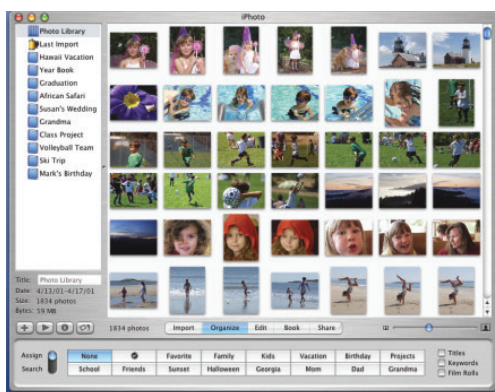 iPhoto
Photo Library
Last Import
Hawaii Vacation
Year Book
Graduation
African Safari
Susan's Wedding
Grandma
Class Project
Volleyball Team
Ski Trip
Mark's Birthday
Title: Photo Library
Date: 4/13/01–4/17/01
Size: 1834 photos
Bytes: 59 MB
1834 photos Import Organize Edit Book Share
Assign None Favorite Family Kids Vacation Birthday Projects Titles
Search School Friends Sunset Halloween Georgia Mom Dad Grandma Keywords
Film Rolls